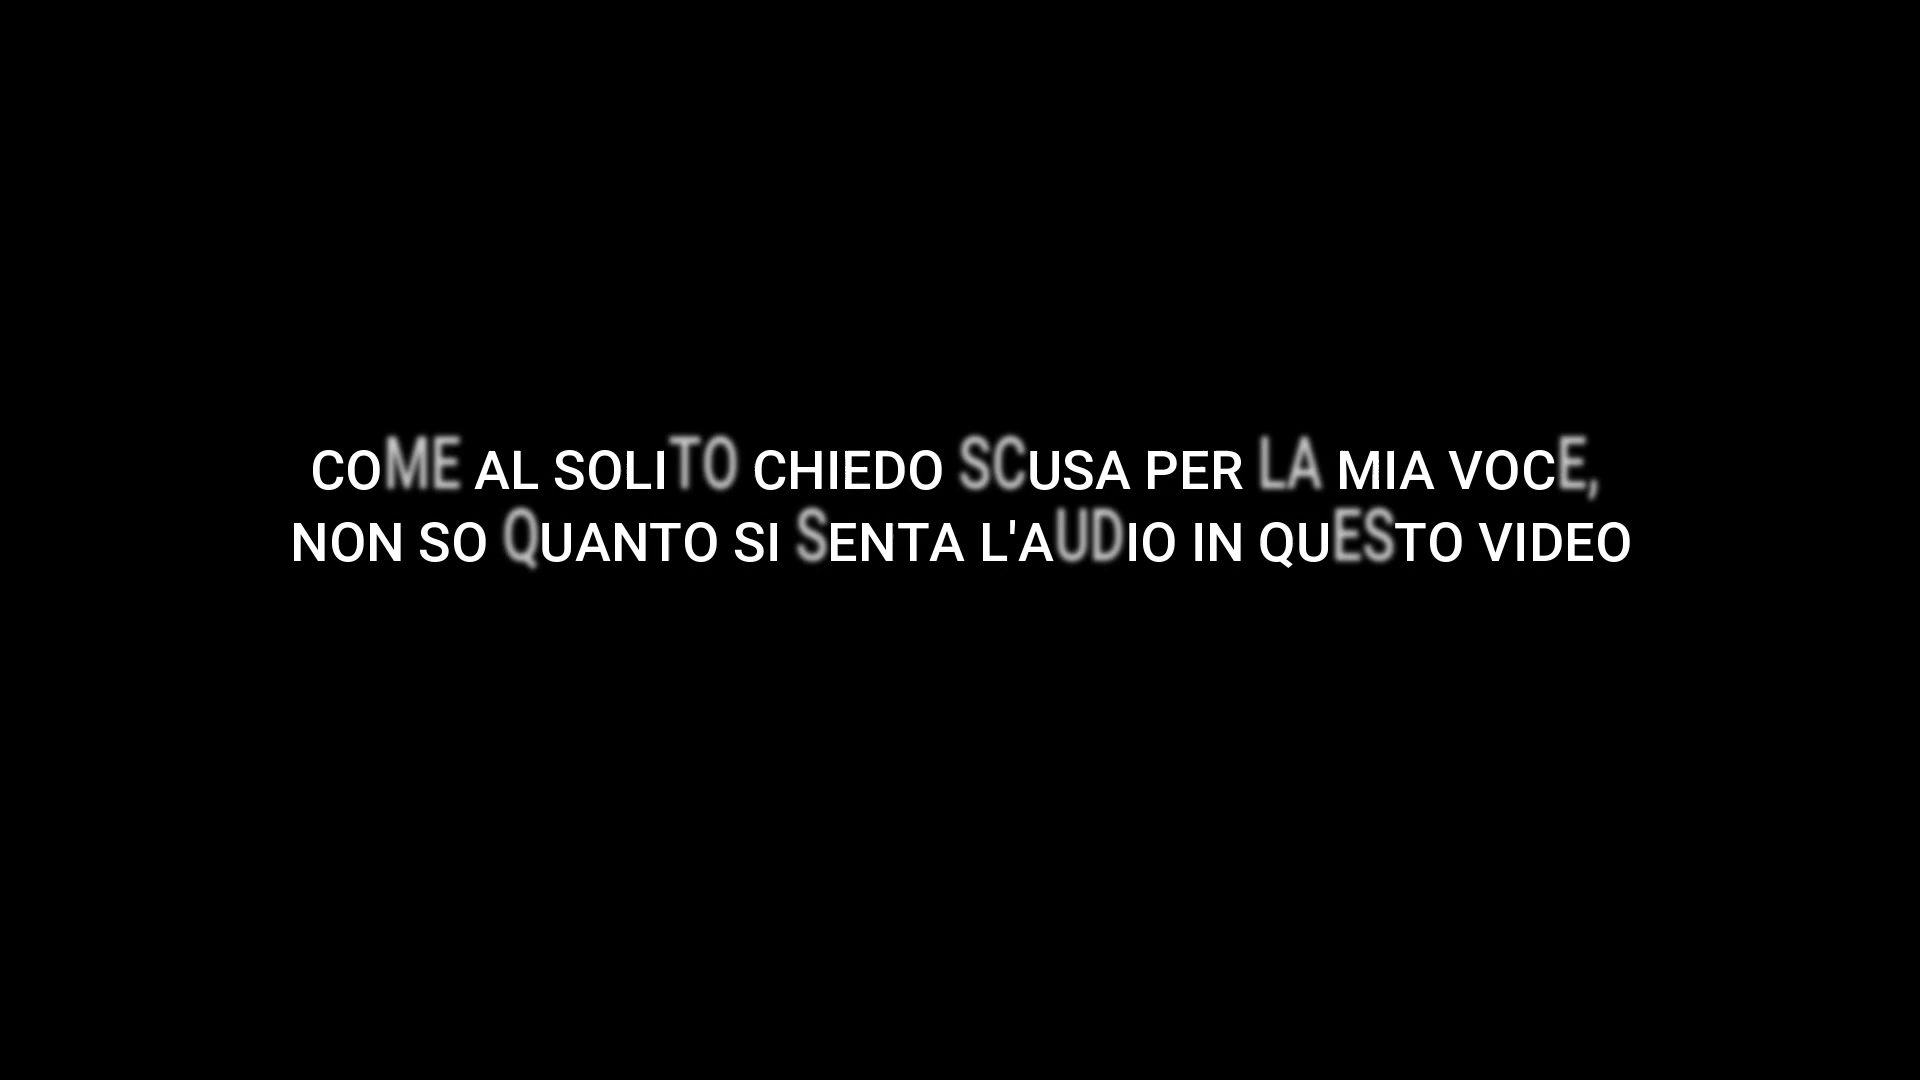 COME AL SOLITO CHIEDO SCUSA PER LA MIA VOCE,
NON SO QUANTO SI SENTA L'AUDIO IN QUESTO VIDEO